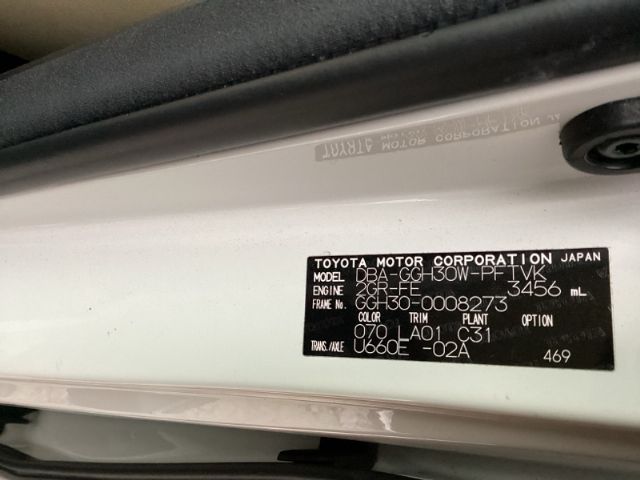 TOYOTA MOTOR CORPORATION JAPAN
MODEL DBA-GGH30W-PFTVK
ENGINE 2GR-FE 3456 mL
FRAME No. GGH30-0008273
COLOR TRIM PLANT OPTION
070 LA01 C31
TRANS./AXLE U660E -02A
469